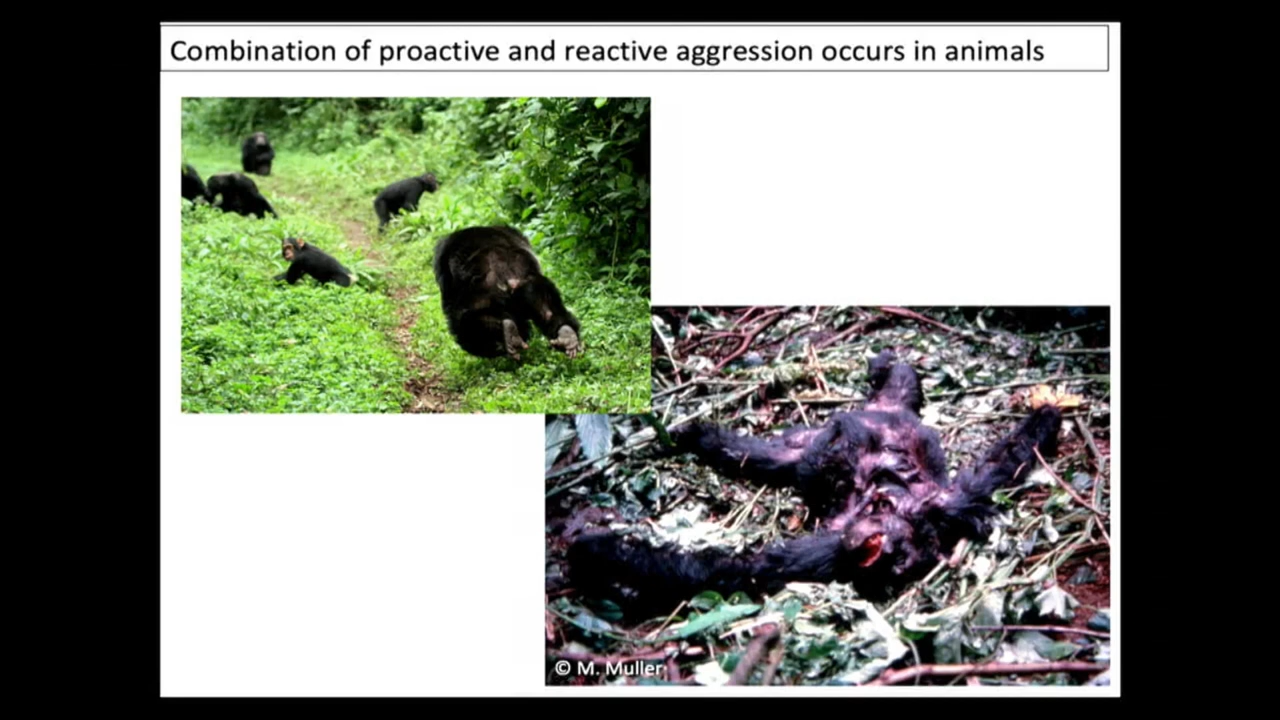 Combination of proactive and reactive aggression occurs in animals
© M. Muller